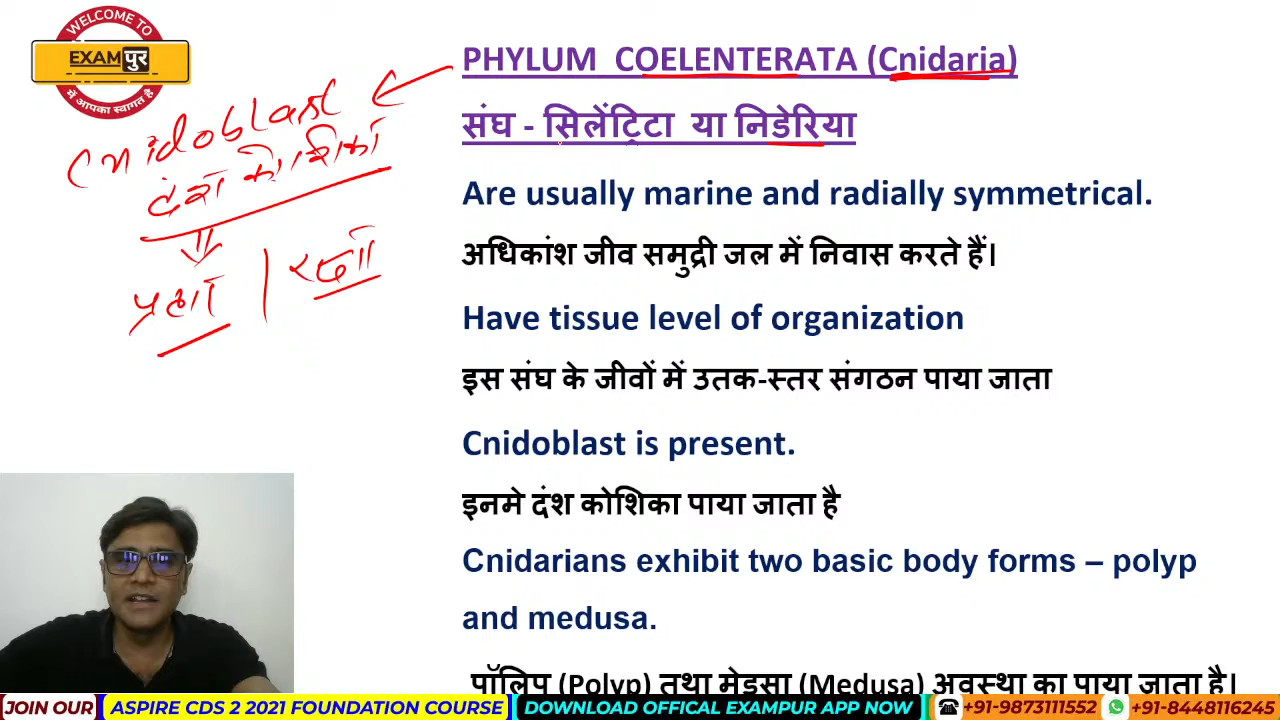 WELCOME TO
EXAMपुर
में आपका स्वागत है
Cnidoblast
दंश कोशिका
PHYLUM COELENTERATA (Cnidaria)
संघ - सिलेंट्रिटा या निडेरिया
Are usually marine and radially symmetrical.
अधिकांश जीव समुद्री जल में निवास करते हैं।
Have tissue level of organization
इस संघ के जीवों में उतक-स्तर संगठन पाया जाता
Cnidoblast is present.
इनमे दंश कोशिका पाया जाता है
Cnidarians exhibit two basic body forms – polyp
and medusa.
पॉलिप (Polyp) तथा मेडूसा (Medusa) अवस्था का पाया जाता है।
JOIN OUR ASPIRE CDS 2 2021 FOUNDATION COURSE DOWNLOAD OFFICAL EXAMPUR APP NOW +91-9873111552 +91-8448116245